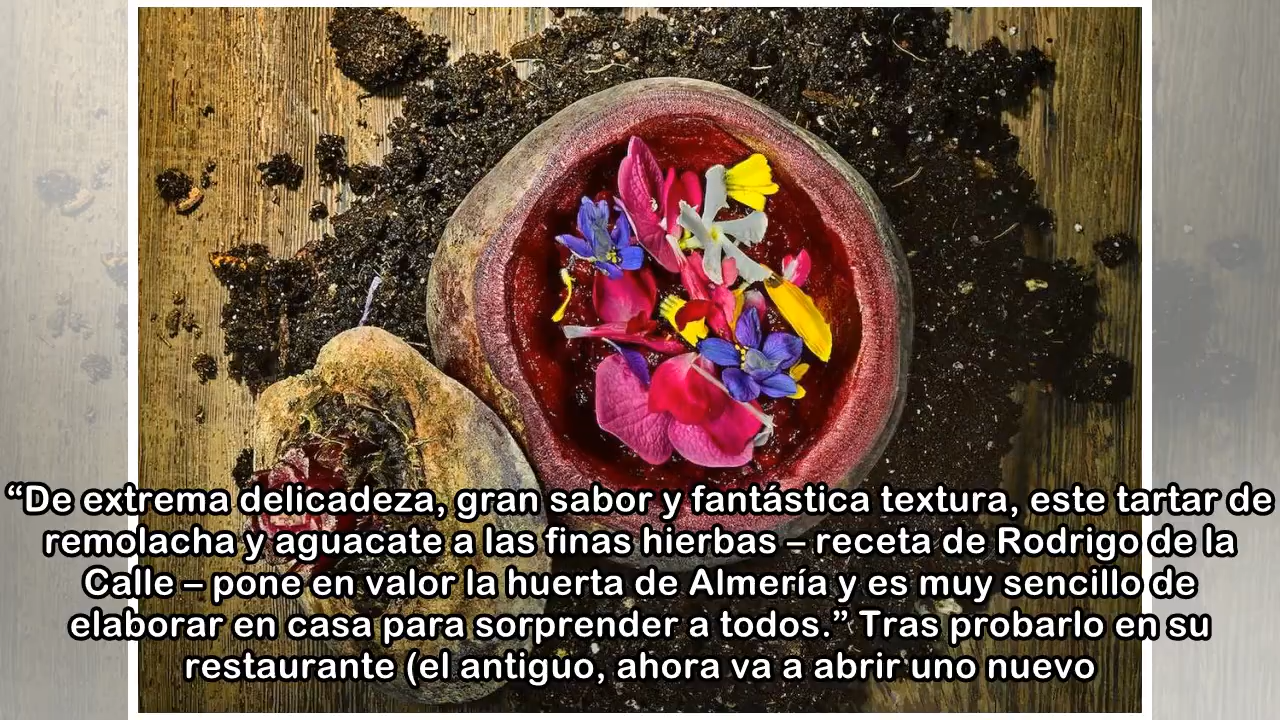 “De extrema delicadeza, gran sabor y fantástica textura, este tartar de
remolacha y aguacate a las finas hierbas – receta de Rodrigo de la
Calle – pone en valor la huerta de Almería y es muy sencillo de
elaborar en casa para sorprender a todos.” Tras probarlo en su
restaurante (el antiguo, ahora va a abrir uno nuevo